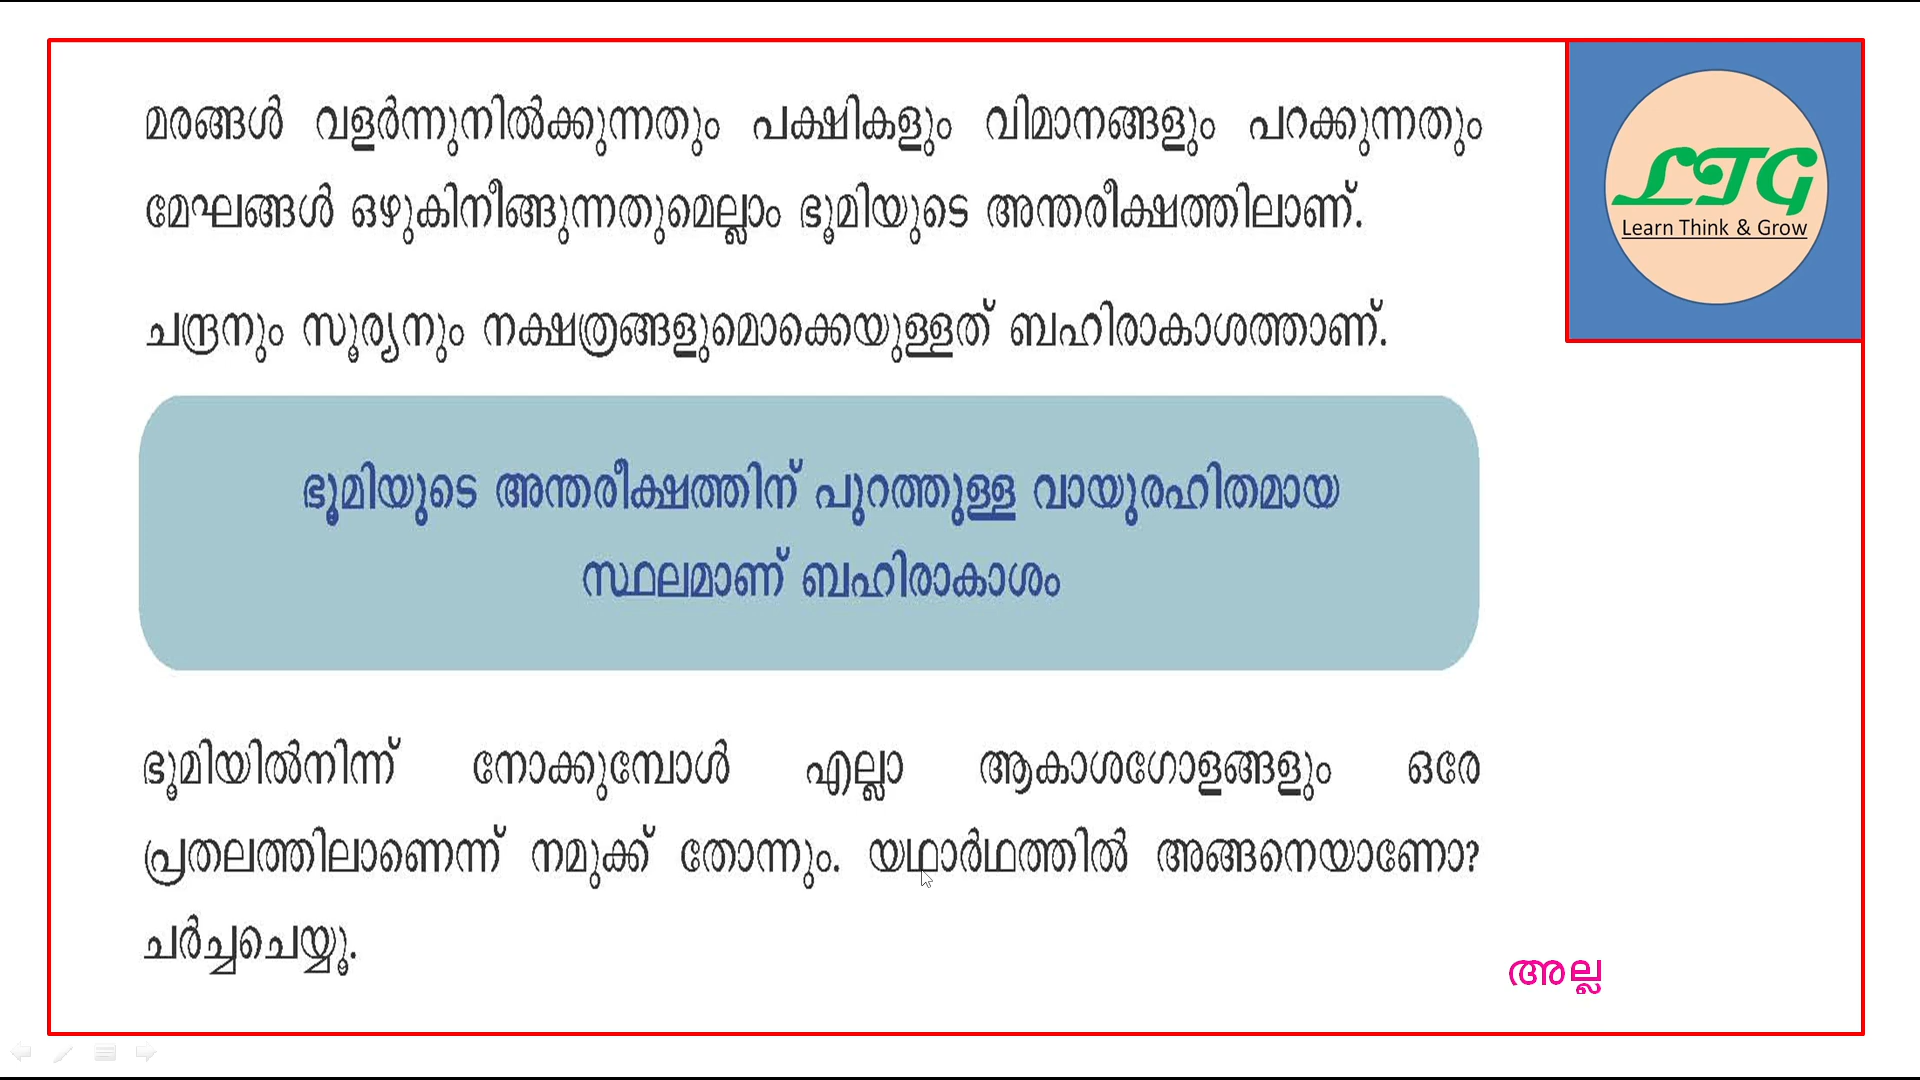 മരങ്ങൾ വളർന്നുനിൽക്കുന്നതും പക്ഷികളും വിമാനങ്ങളും പറക്കുന്നതും
മേഘങ്ങൾ ഒഴുകിനീങ്ങുന്നതുമെല്ലാം ഭൂമിയുടെ അന്തരീക്ഷത്തിലാണ്.
ചന്ദ്രനും സൂര്യനും നക്ഷത്രങ്ങളുമൊക്കെയുള്ളത് ബഹിരാകാശത്താണ്.
ഭൂമിയുടെ അന്തരീക്ഷത്തിന് പുറത്തുള്ള വായുരഹിതമായ
സ്ഥലമാണ് ബഹിരാകാശം
ഭൂമിയിൽനിന്ന് നോക്കുമ്പോൾ എല്ലാ ആകാശഗോളങ്ങളും ഒരേ
പ്രതലത്തിലാണെന്ന് നമുക്ക് തോന്നും. യഥാർഥത്തിൽ അങ്ങനെയാണോ?
ചർച്ചചെയ്യൂ.
അല്ല
LTG
Learn Think & Grow